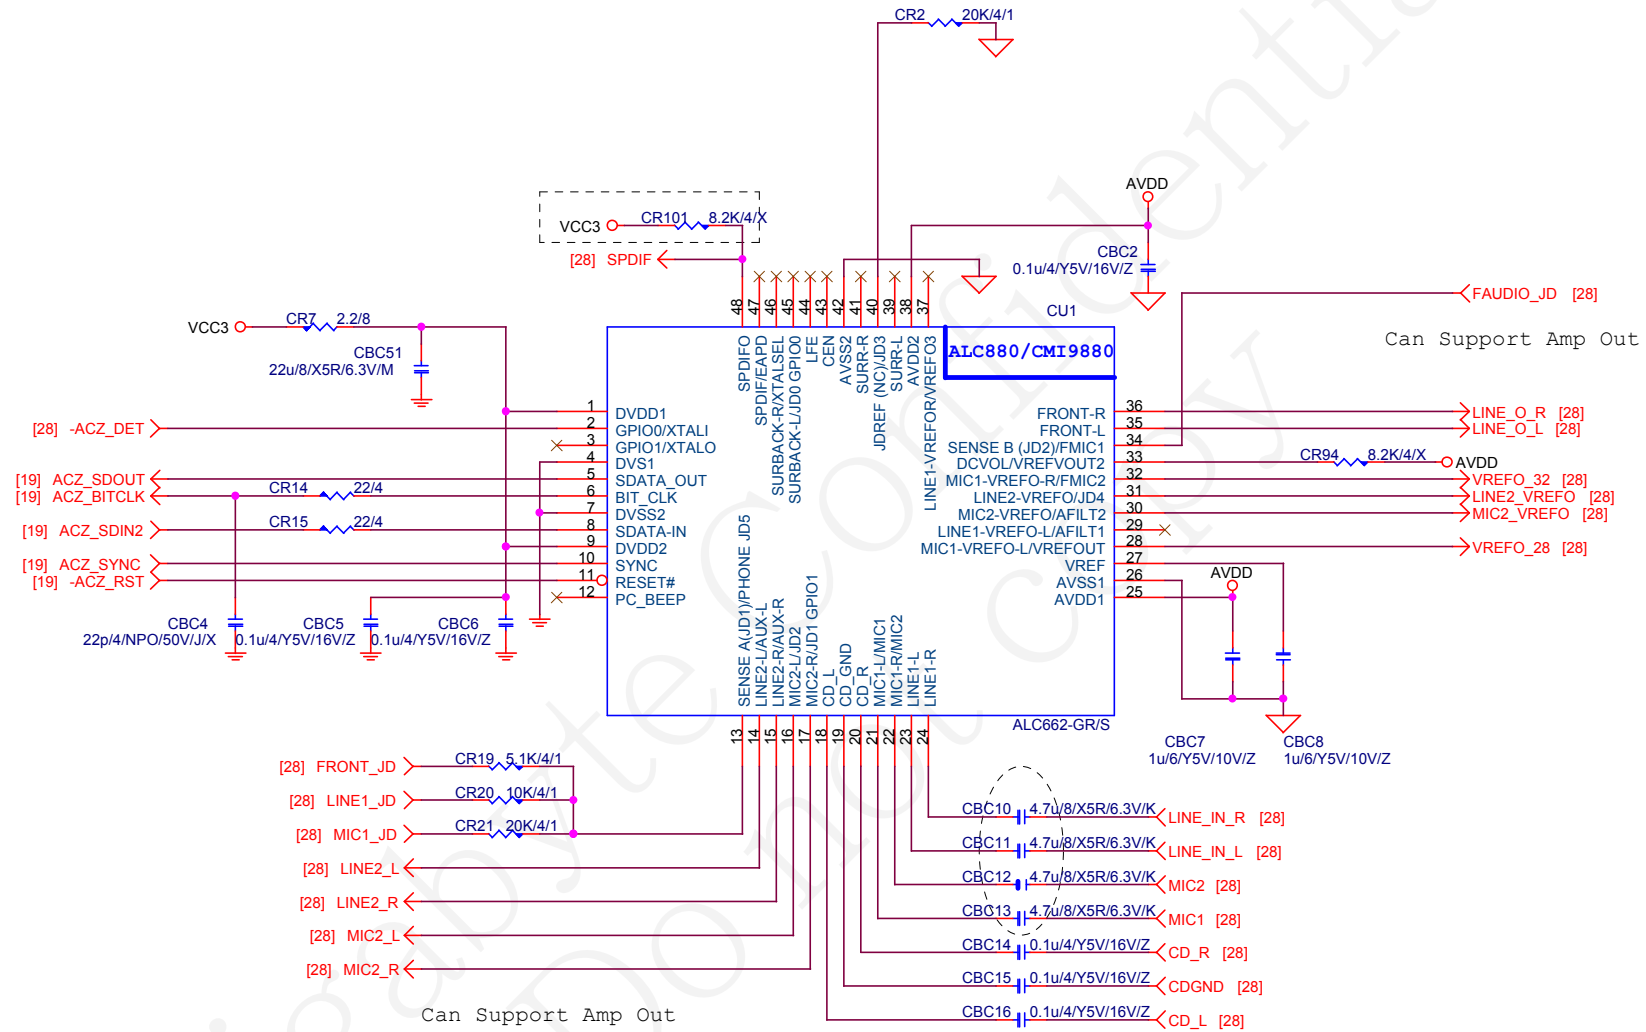 CR2 20K/4/1
AVDD
VCC3 CR101 8.2K/4/X
[28] SPDIF
CBC2
0.1u/4/Y5V/16V/Z
48 47 46 45 44 43 42 41 40 39 38 37
CU1
FAUDIO_JD [28]
VCC3 CR7 2.2/8
CBC51
22u/8/X5R/6.3V/M
Can Support Amp Out
ALC880/CMI9880
SPDIFO
SPDIF/EAPD
SURBACK-R/XTALSEL
SURBACK-L/JD0 GPIO0
LFE
CEN
AVSS2
SURR-R
JDREF (NC)/JD3
SURR-L
AVDD2
LINE1-VREFOR/VREFO3
1 DVDD1
[28] -ACZ_DET 2 GPIO0/XTALI
3 GPIO1/XTALO
4 DVS1
[19] ACZ_SDOUT 5 SDATA_OUT
[19] ACZ_BITCLK CR14 22/4 6 BIT_CLK
7 DVSS2
[19] ACZ_SDIN2 CR15 22/4 8 SDATA-IN
9 DVDD2
[19] ACZ_SYNC 10 SYNC
[19] -ACZ_RST 11 RESET#
12 PC_BEEP
FRONT-R 36 LINE_O_R [28]
FRONT-L 35 LINE_O_L [28]
SENSE B (JD2)/FMIC1 34
DCVOL/VREFVOUT2 33 CR94 8.2K/4/X AVDD
MIC1-VREFO-R/FMIC2 32 VREFO_32 [28]
LINE2-VREFO/JD4 31 LINE2_VREFO [28]
MIC2-VREFO/AFILT2 30 MIC2_VREFO [28]
LINE1-VREFO-L/AFILT1 29
MIC1-VREFO-L/VREFOUT 28 VREFO_28 [28]
VREF 27
AVSS1 26 AVDD
AVDD1 25
CBC4
22p/4/NPO/50V/J/X
CBC5
0.1u/4/Y5V/16V/Z
CBC6
0.1u/4/Y5V/16V/Z
SENSE A(JD1)/PHONE JD5
LINE2-L/AUX-L
LINE2-R/AUX-R
MIC2-L/JD2
MIC2-R/JD1 GPIO1
CD_L
CD_GND
CD_R
MIC1-L/MIC1
MIC1-R/MIC2
LINE1-L
LINE1-R
ALC662-GR/S
13 14 15 16 17 18 19 20 21 22 23 24
CBC7
1u/6/Y5V/10V/Z
CBC8
1u/6/Y5V/10V/Z
[28] FRONT_JD CR19 5.1K/4/1
[28] LINE1_JD CR20 10K/4/1
[28] MIC1_JD CR21 20K/4/1
[28] LINE2_L
[28] LINE2_R
[28] MIC2_L
[28] MIC2_R
CBC10 4.7u/8/X5R/6.3V/K LINE_IN_R [28]
CBC11 4.7u/8/X5R/6.3V/K LINE_IN_L [28]
CBC12 4.7u/8/X5R/6.3V/K MIC2 [28]
CBC13 4.7u/8/X5R/6.3V/K MIC1 [28]
CBC14 0.1u/4/Y5V/16V/Z CD_R [28]
CBC15 0.1u/4/Y5V/16V/Z CDGND [28]
CBC16 0.1u/4/Y5V/16V/Z CD_L [28]
Can Support Amp Out